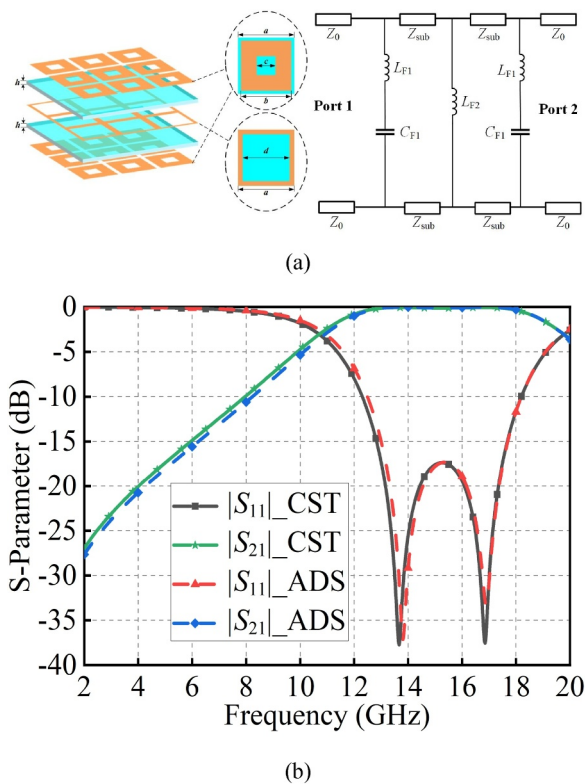 h
h
a
c
b
d
a
Z0 Zsub Zsub Z0
LF1 LF1
LF2
Port 1 Port 2
CF1 CF1
Z0 Zsub Zsub Z0
(a)
0
-5
-10
-15
-20
-25
-30
-35
-40
S-Parameter (dB)
|S11|_CST
|S21|_CST
|S11|_ADS
|S21|_ADS
2 4 6 8 10 12 14 16 18 20
Frequency (GHz)
(b)